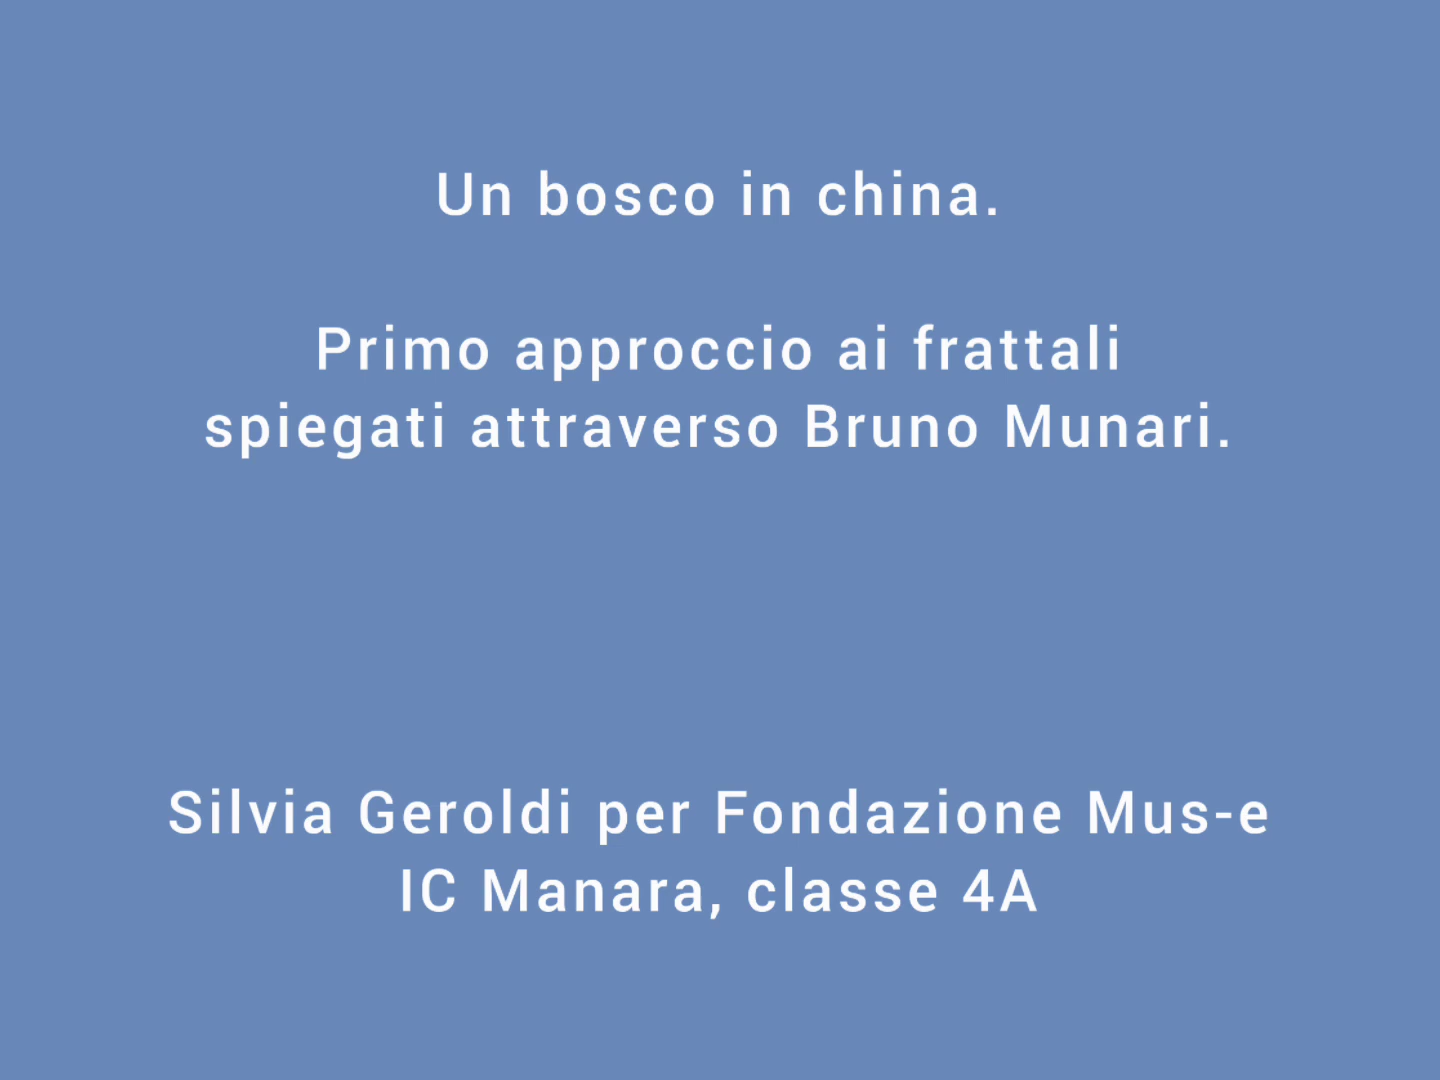 Un bosco in china.
Primo approccio ai frattali
spiegati attraverso Bruno Munari.
Silvia Geroldi per Fondazione Mus-e
IC Manara, classe 4A